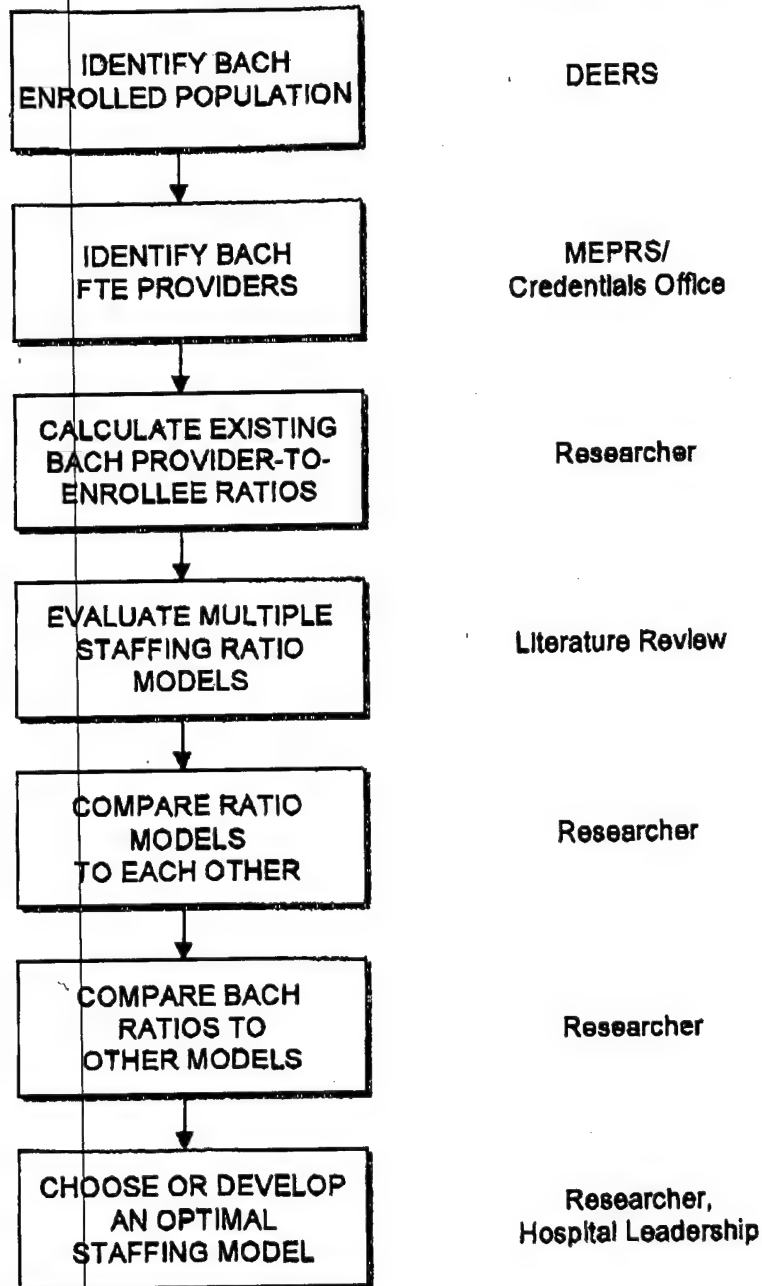 IDENTIFY BACH
ENROLLED POPULATION
DEERS
IDENTIFY BACH
FTE PROVIDERS
MEPRS/
Credentials Office
CALCULATE EXISTING
BACH PROVIDER-TO-
ENROLLEE RATIOS
Researcher
EVALUATE MULTIPLE
STAFFING RATIO
MODELS
Literature Review
COMPARE RATIO
MODELS
TO EACH OTHER
Researcher
COMPARE BACH
RATIOS TO
OTHER MODELS
Researcher
CHOOSE OR DEVELOP
AN OPTIMAL
STAFFING MODEL
Researcher,
Hospital Leadership